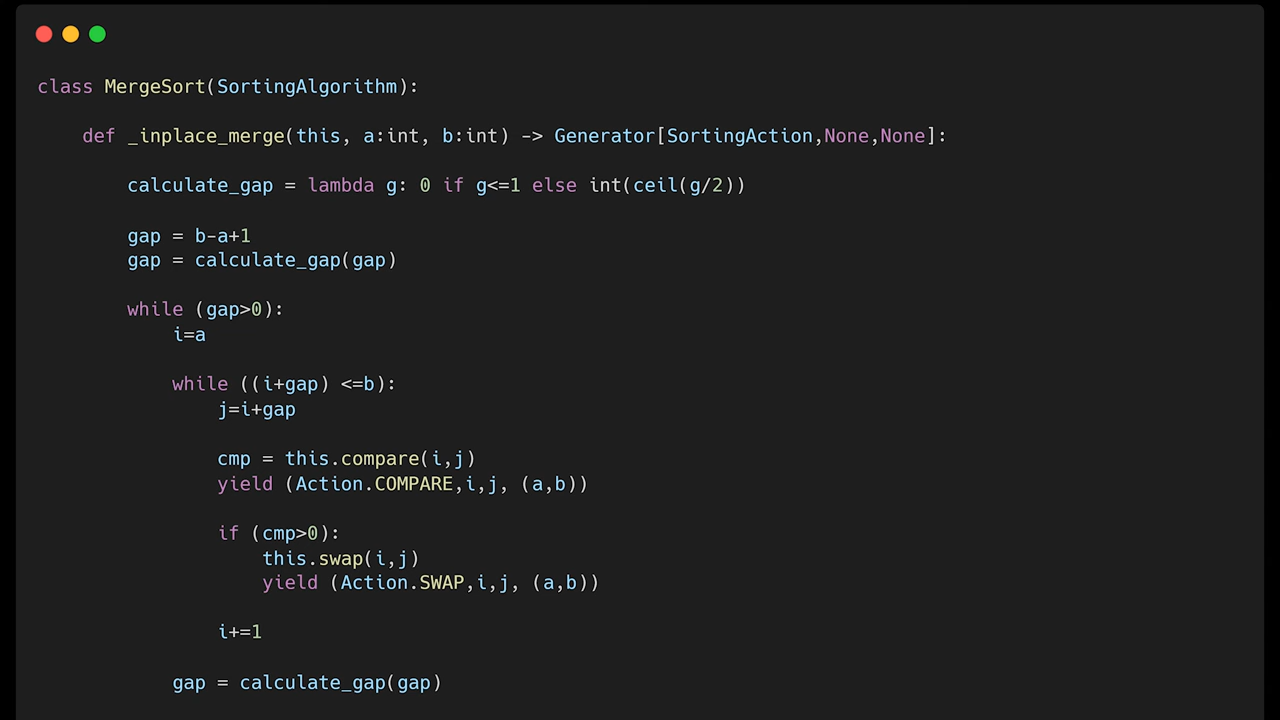 class MergeSort(SortingAlgorithm):
def _inplace_merge(this, a:int, b:int) -> Generator[SortingAction,None,None]:
calculate_gap = lambda g: 0 if g<=1 else int(ceil(g/2))
gap = b-a+1
gap = calculate_gap(gap)
while (gap>0):
i=a
while ((i+gap) <=b):
j=i+gap
cmp = this.compare(i,j)
yield (Action.COMPARE,i,j, (a,b))
if (cmp>0):
this.swap(i,j)
yield (Action.SWAP,i,j, (a,b))
i+=1
gap = calculate_gap(gap)